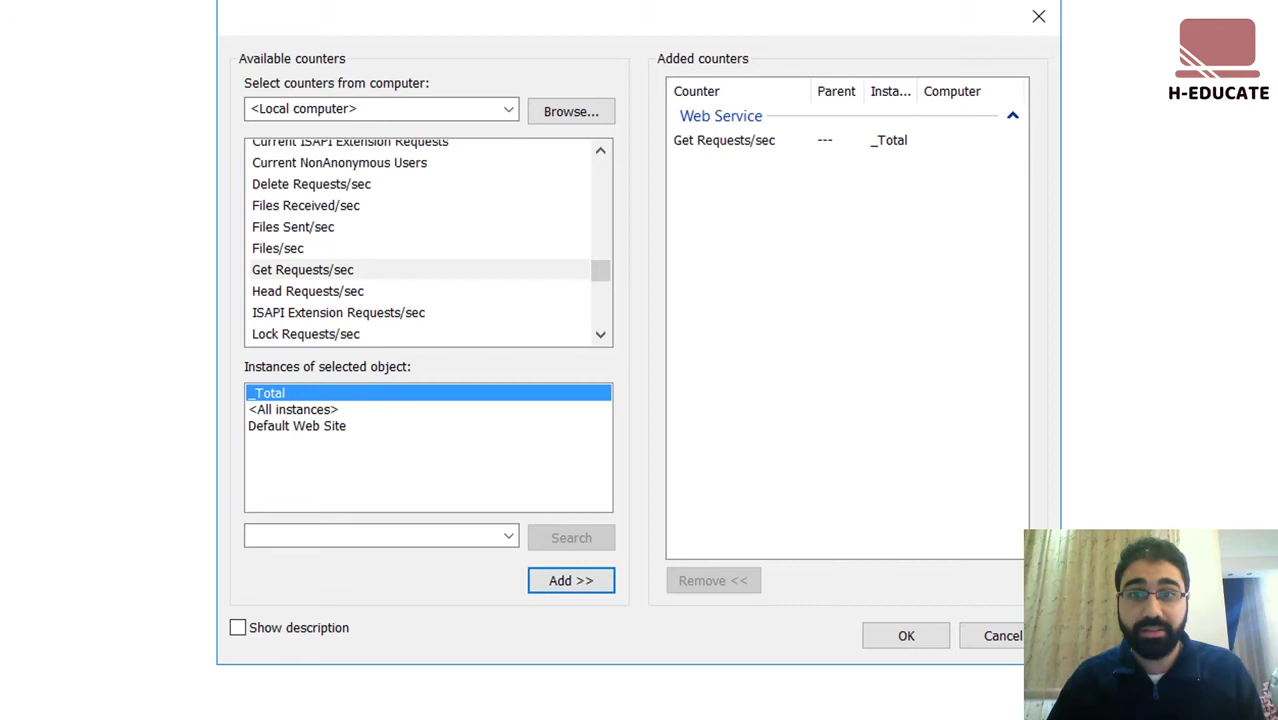 H-EDUCATE
Available counters
Select counters from computer:
<Local computer>
Browse...
Current ISAPI Extension Requests
Current NonAnonymous Users
Delete Requests/sec
Files Received/sec
Files Sent/sec
Files/sec
Get Requests/sec
Head Requests/sec
ISAPI Extension Requests/sec
Lock Requests/sec
Instances of selected object:
_Total
<All instances>
Default Web Site
Search
Add >>
Show description
Added counters
Counter Parent Insta... Computer
Web Service
Get Requests/sec --- _Total
Remove <<
OK
Cancel